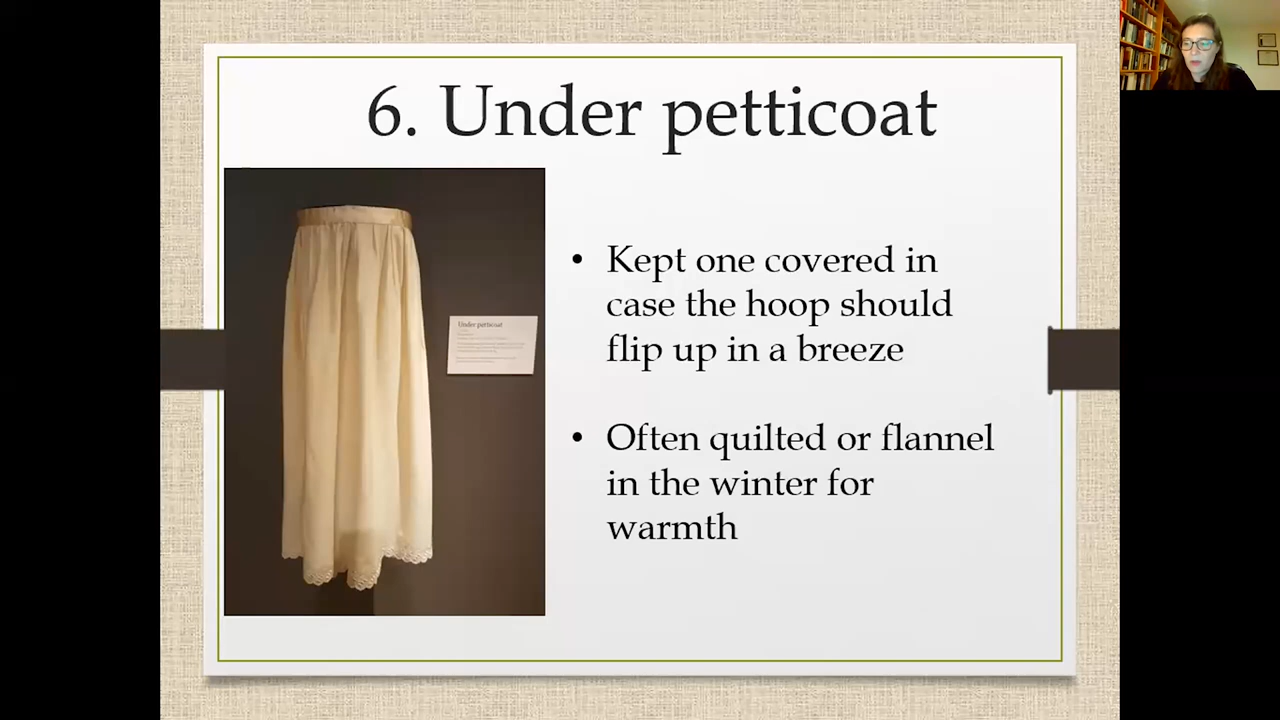 6. Under petticoat
Under petticoat
• Kept one covered in
case the hoop should
flip up in a breeze
• Often quilted or flannel
in the winter for
warmth